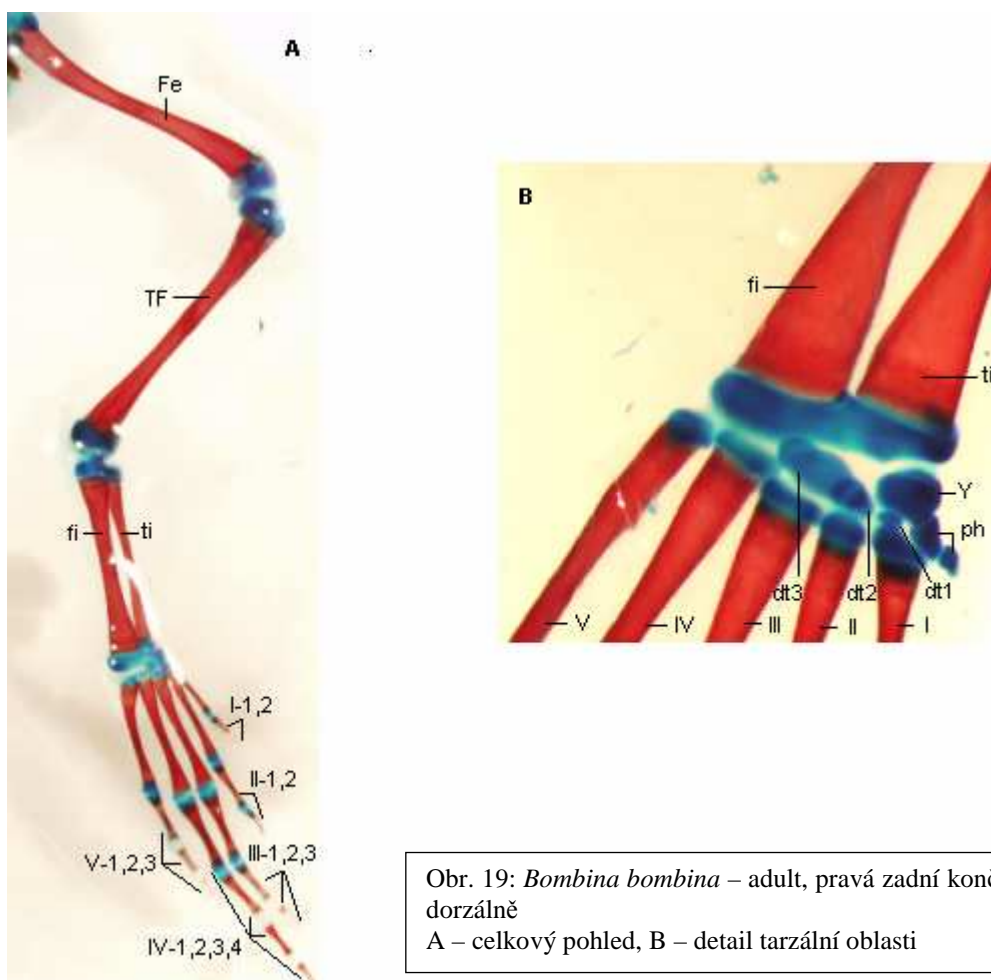 A
Fe
TF
fi
ti
I-1,2
II-1,2
III-1,2,3
V-1,2,3
IV-1,2,3,4
B
fi
ti
Y
ph
dt3
dt2
dt1
V
IV
III
II
I
Obr. 19: Bombina bombina – adult, pravá zadní konč
dorzálně
A – celkový pohled, B – detail tarzální oblasti